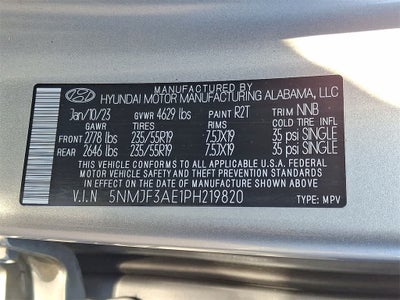 MANUFACTURED BY
HYUNDAI MOTOR MANUFACTURING ALABAMA, LLC
Jan/10/23 GVWR 4629 lbs PAINT R2T TRIM NNB
GAWR TIRES RIMS COLD TIRE INFL
FRONT 2778 lbs 235/55R19 7.5JX19 35 psi SINGLE
REAR 2646 lbs 235/55R19 7.5JX19 35 psi SINGLE
THIS VEHICLE CONFORMS TO ALL APPLICABLE U.S.A. FEDERAL
MOTOR VEHICLE SAFETY, BUMPER, AND
THEFT PREVENTION STANDARDS IN EFFECT ON THE DATE OF MANUFACTURE SHOWN ABOVE.
V.I.N 5NMJF3AE1PH219820 TYPE: MPV